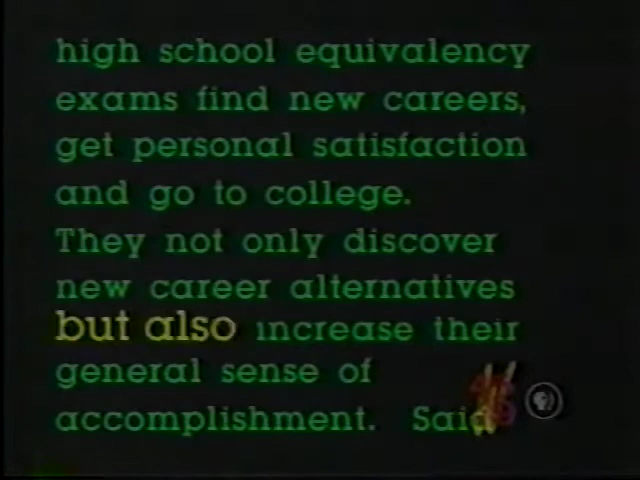 high school equivalency
exams find new careers,
get personal satisfaction
and go to college.
They not only discover
new career alternatives
but also increase their
general sense of
accomplishment. Said